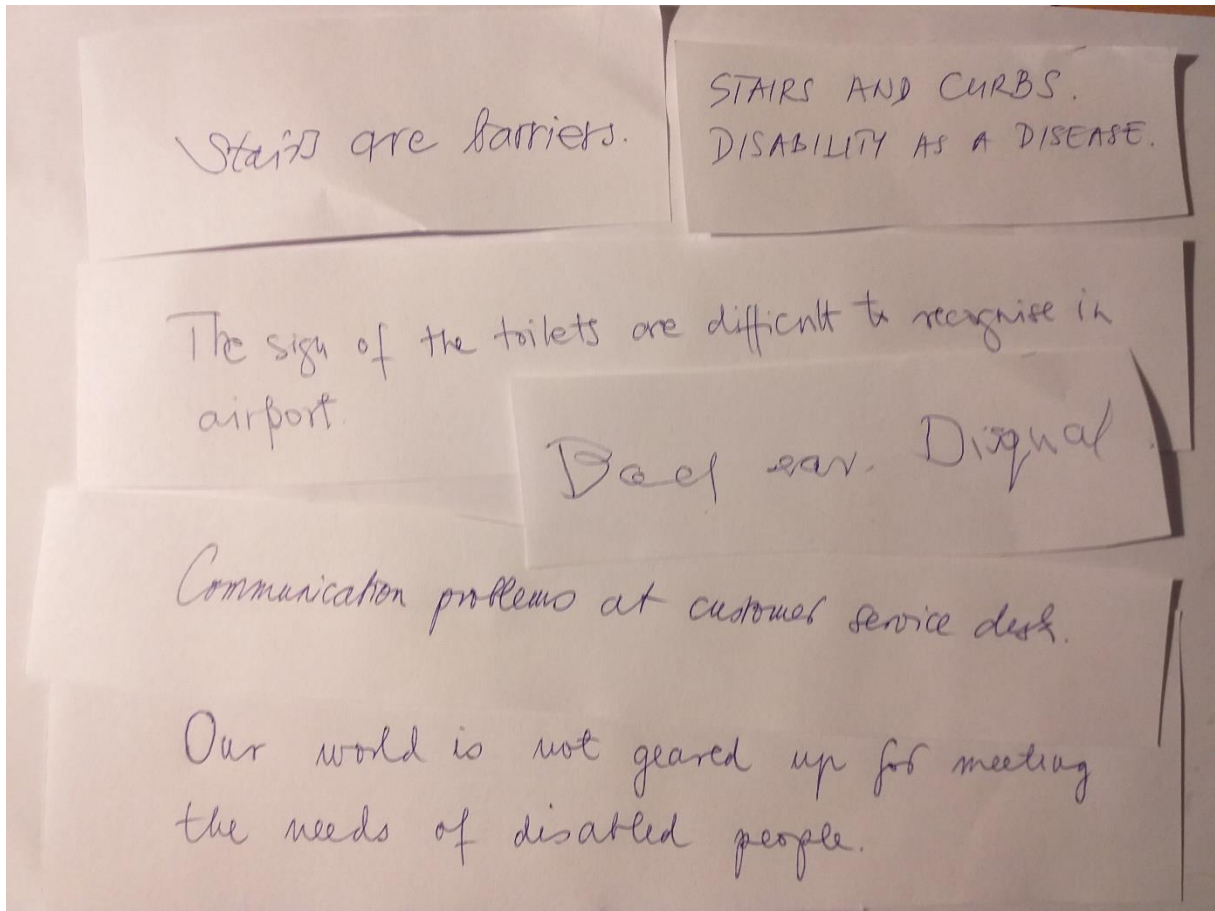 Stairs are barriers.
STAIRS AND CURBS.
DISABILITY AS A DISEASE.
The sign of the toilets are difficult to recognise in
airport.
ear. Disqual
Communication problems at customer service desk.
Our world is not geared up for meeting
the needs of disabled people.